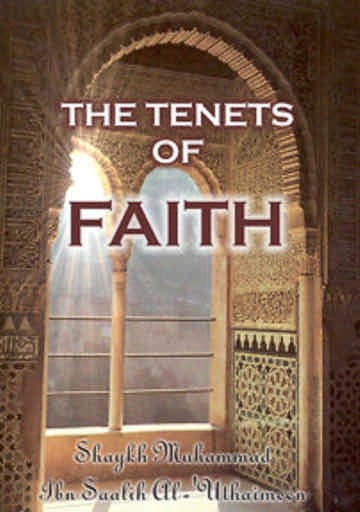 THE TENETS
OF
FAITH
Shaykh Muhammad
Ibn Saalih Al-'Uthaimeen